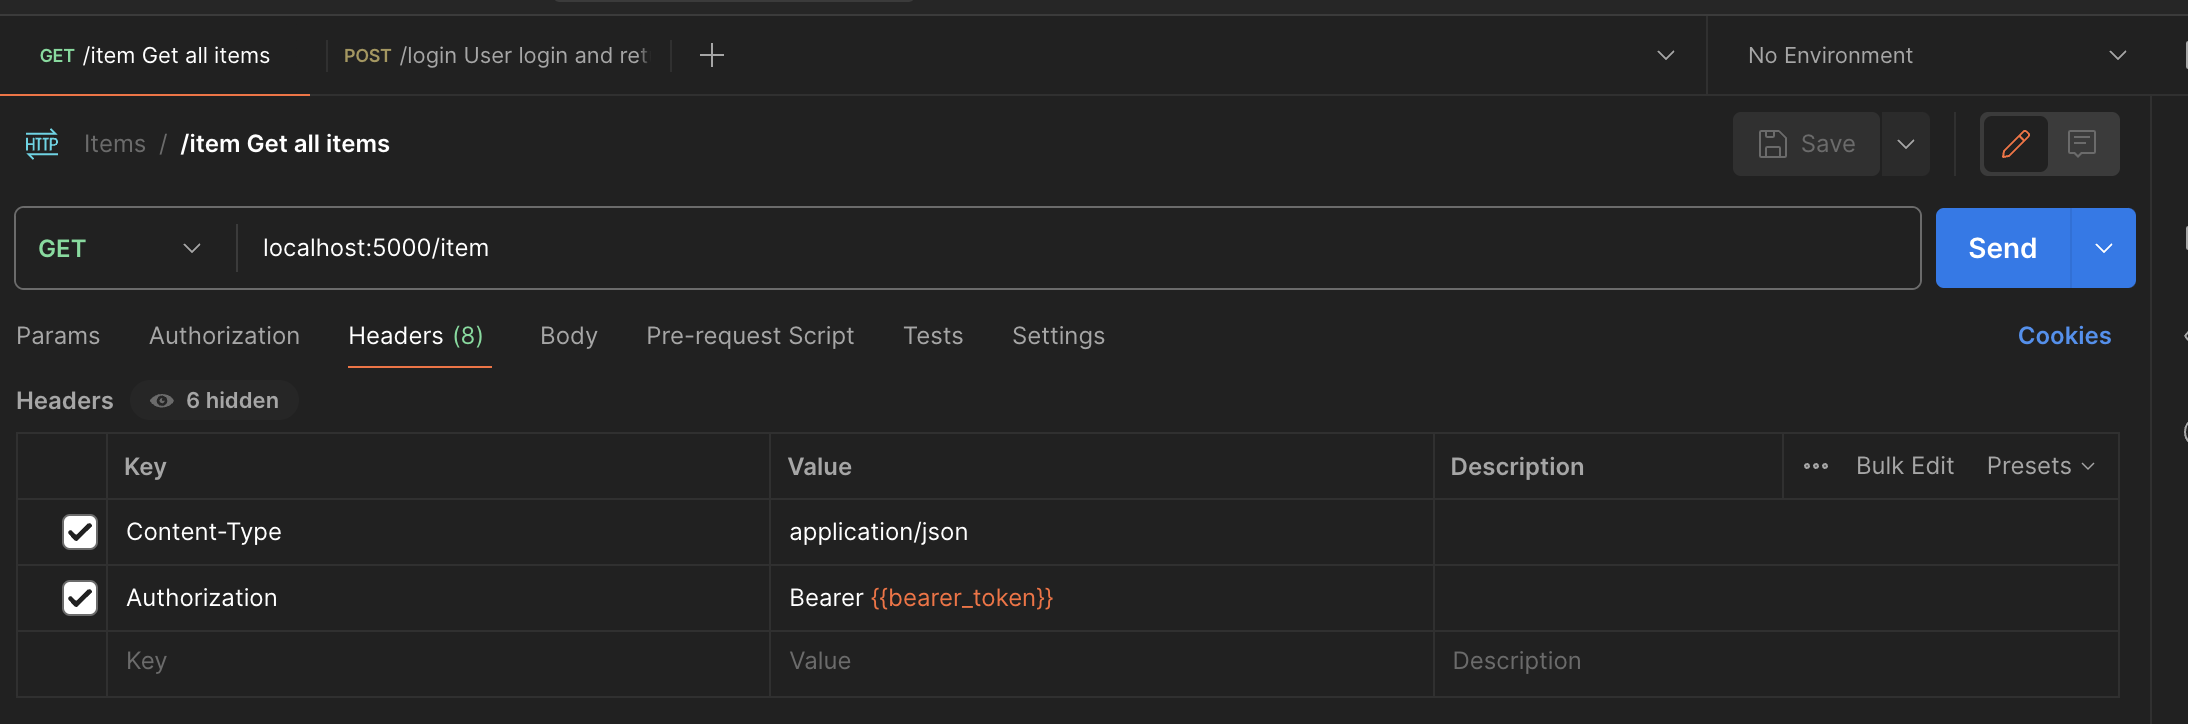 GET /item Get all items
POST /login User login and ret
No Environment
HTTP Items / /item Get all items
Save
GET localhost:5000/item
Send
Params Authorization Headers (8) Body Pre-request Script Tests Settings Cookies
Headers 6 hidden
Key Value Description ••• Bulk Edit Presets
Content-Type application/json
Authorization Bearer {{bearer_token}}
Key Value Description